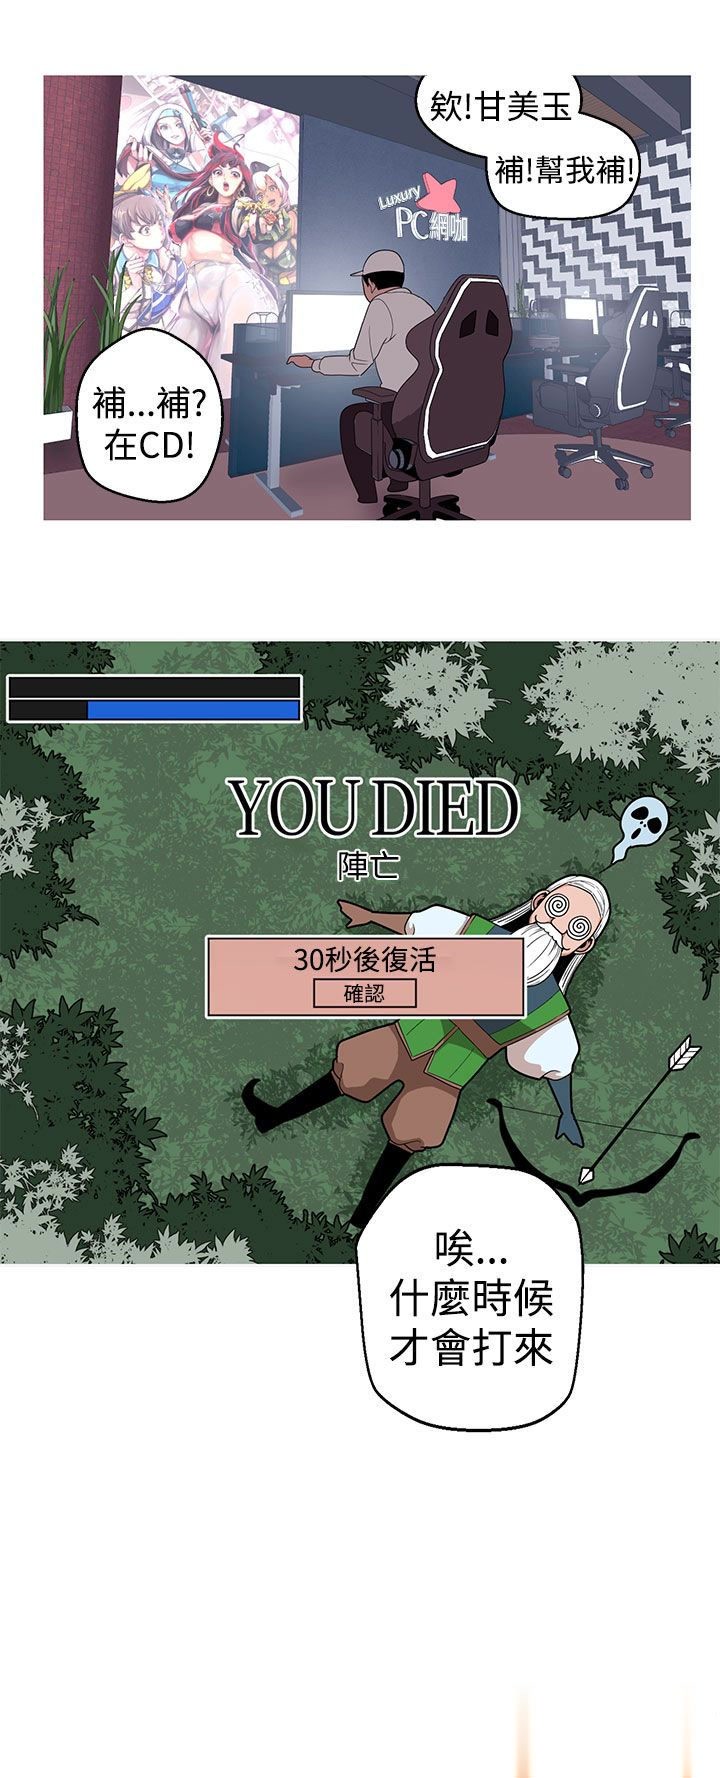 欸!甘美玉
補!幫我補!
Luxury
PC網咖
補...補?
在CD!
YOU DIED
陣亡
30秒後復活
確認
唉...
什麼時候
才會打來